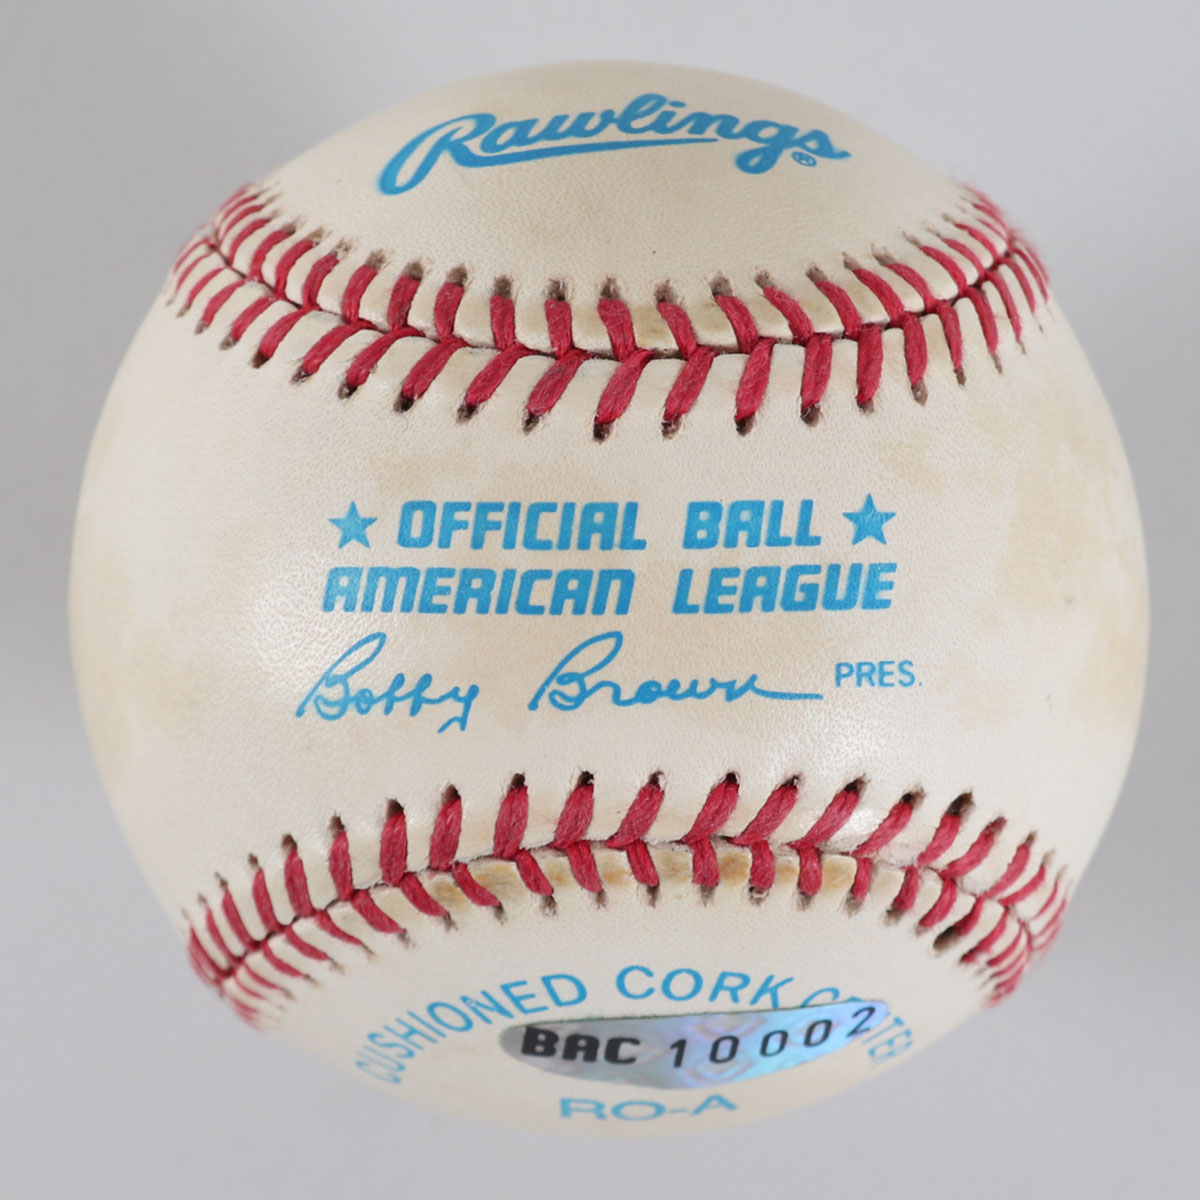 Rawlings®
★ OFFICIAL BALL ★
AMERICAN LEAGUE
Bobby Brown PRES.
CUSHIONED CORK
BAC 10002
RO-A